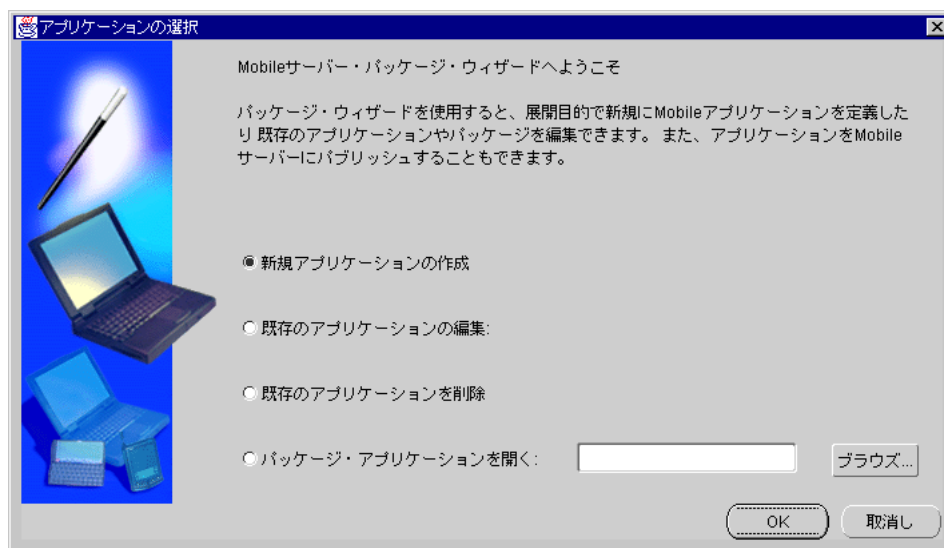 アプリケーションの選択
Mobileサーバー・パッケージ・ウィザードへようこそ
パッケージ・ウィザードを使用すると、展開目的で新規にMobileアプリケーションを定義した
り 既存のアプリケーションやパッケージを編集できます。 また、アプリケーションをMobile
サーバーにパブリッシュすることもできます。
新規アプリケーションの作成
既存のアプリケーションの編集:
既存のアプリケーションを削除
パッケージ・アプリケーションを開く:
ブラウズ...
OK
取消し